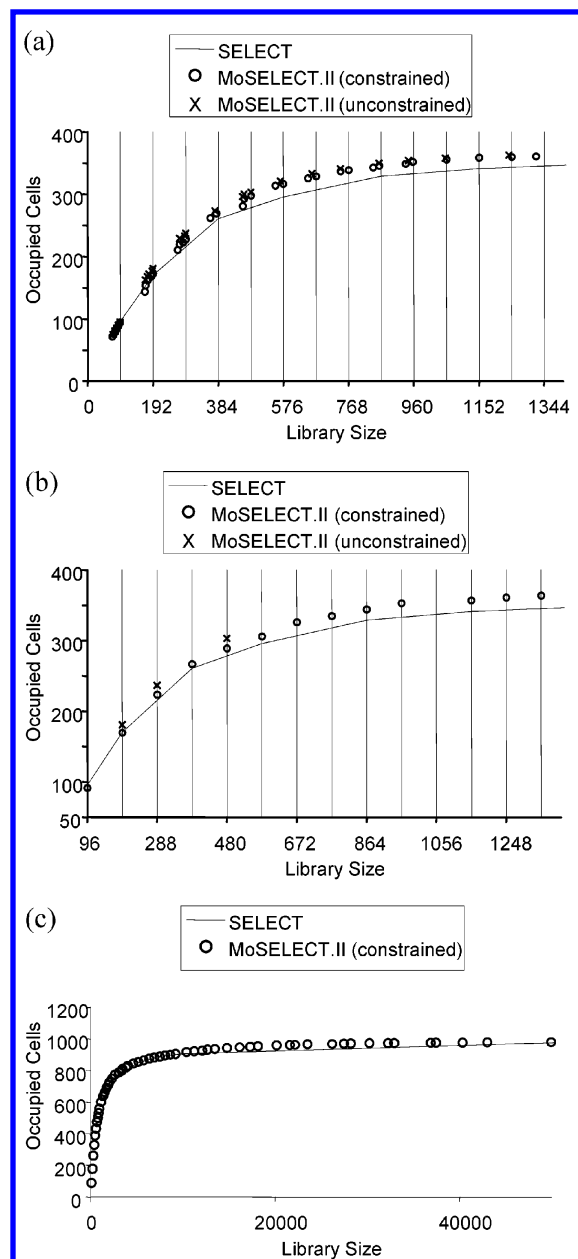 (a)
SELECT
MoSELECT.II (constrained)
MoSELECT.II (unconstrained)
400
300
200
100
0
Occupied Cells
0 192 384 576 768 960 1152 1344
Library Size
(b)
SELECT
MoSELECT.II (constrained)
MoSELECT.II (unconstrained)
400
300
200
100
50
Occupied Cells
96 288 480 672 864 1056 1248
Library Size
(c)
SELECT
MoSELECT.II (constrained)
1200
1000
800
600
400
200
0
Occupied Cells
0 20000 40000
Library Size